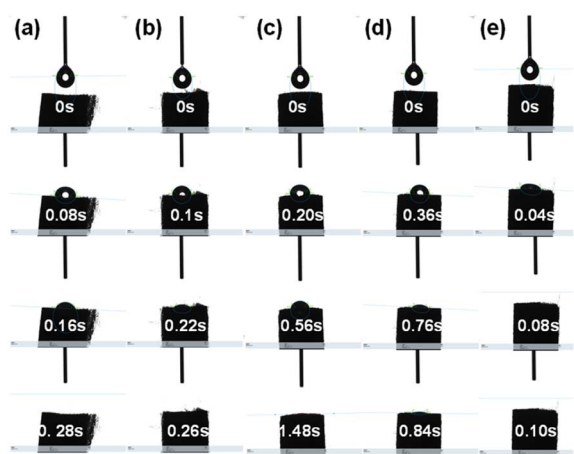 (a) (b) (c) (d) (e)
0s 0s 0s 0s 0s
0.08s 0.1s 0.20s 0.36s 0.04s
0.16s 0.22s 0.56s 0.76s 0.08s
0. 28s 0.26s 1.48s 0.84s 0.10s